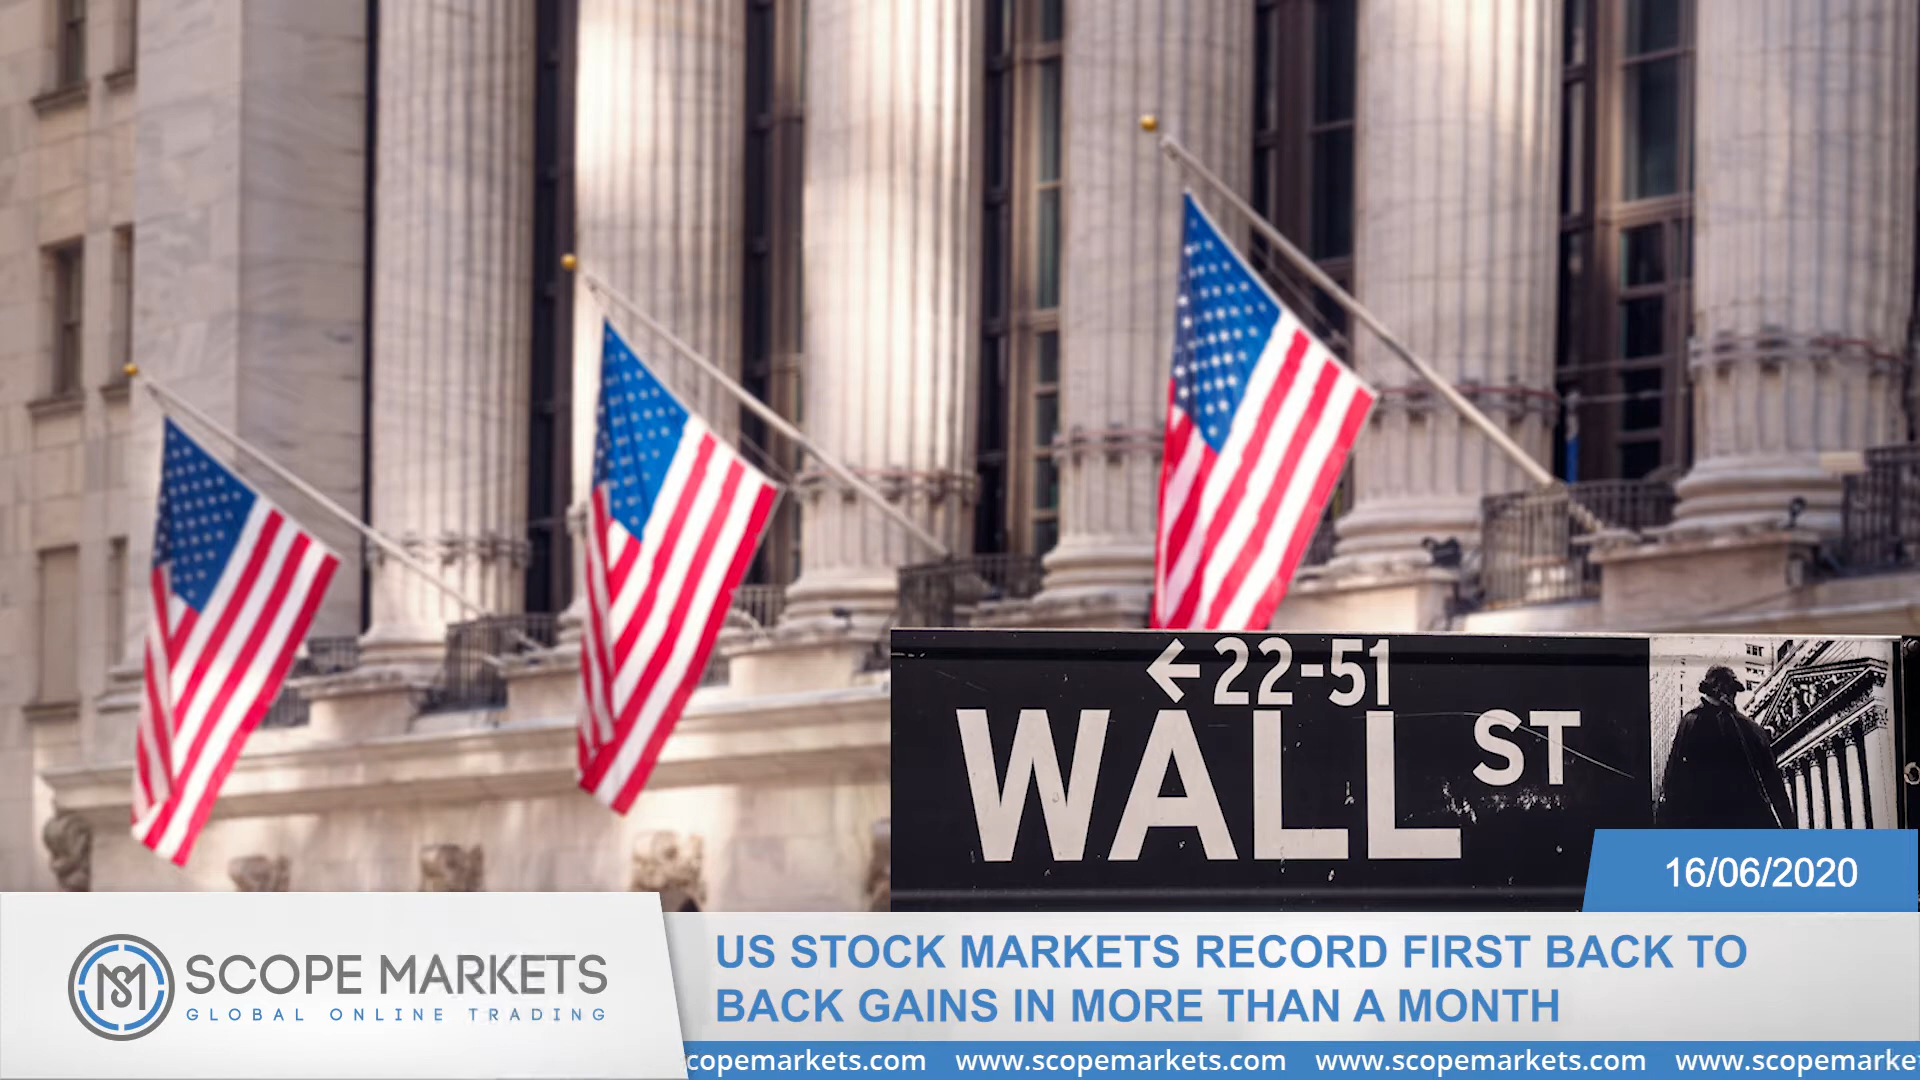 ←22-51
WALL ST
16/06/2020
SCOPE MARKETS
GLOBAL ONLINE TRADING
US STOCK MARKETS RECORD FIRST BACK TO
BACK GAINS IN MORE THAN A MONTH
copemarkets.com www.scopemarkets.com www.scopemarkets.com www.scopemarke